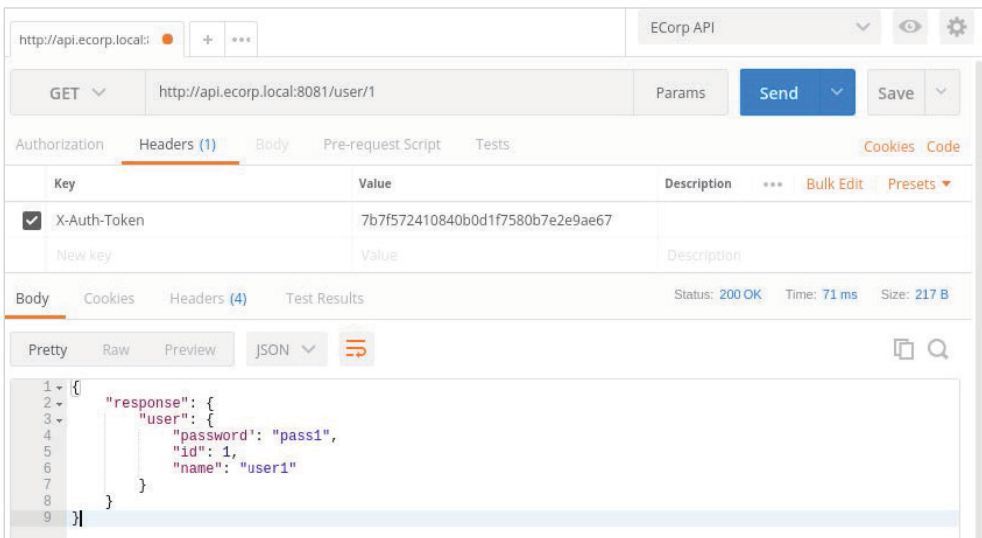 http://api.ecorp.local:8 + ••• ECorp API
GET http://api.ecorp.local:8081/user/1 Params Send Save
Authorization Headers (1) Body Pre-request Script Tests Cookies Code
Key Value Description ••• Bulk Edit Presets
X-Auth-Token 7b7f572410840b0d1f7580b7e2e9ae67
New key Value Description
Body Cookies Headers (4) Test Results Status: 200 OK Time: 71 ms Size: 217 B
Pretty Raw Preview JSON
1 {
2 "response": {
3 "user": {
4 "password": "pass1",
5 "id": 1,
6 "name": "user1"
7 }
8 }
9 }